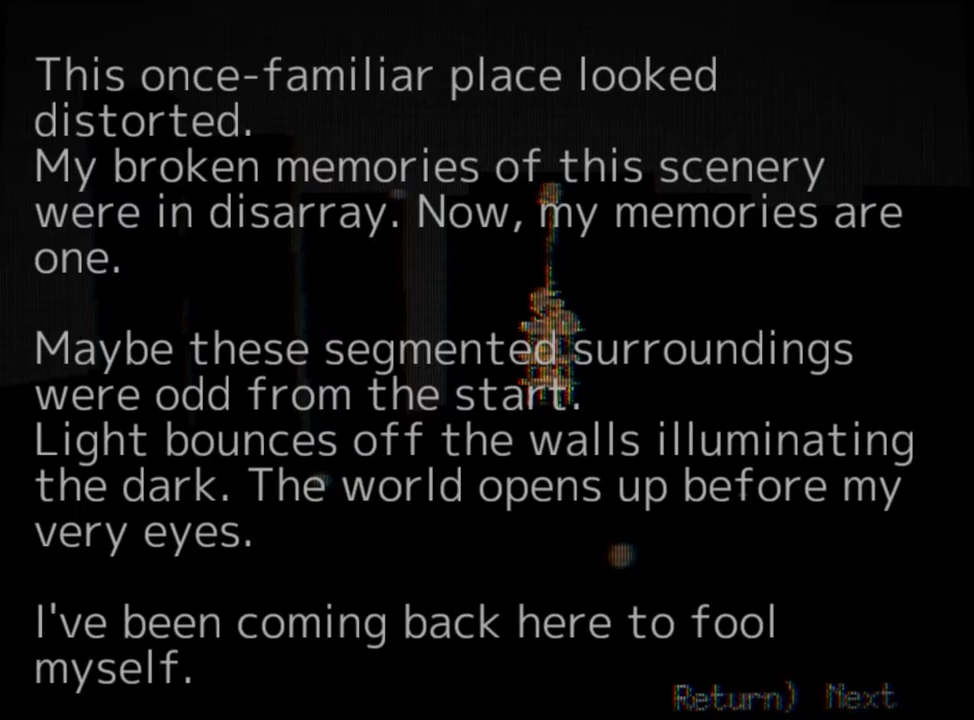 This once-familiar place looked
distorted.
My broken memories of this scenery
were in disarray. Now, my memories are
one.
Maybe these segmented surroundings
were odd from the start.
Light bounces off the walls illuminating
the dark. The world opens up before my
very eyes.
I've been coming back here to fool
myself.
Return) Next